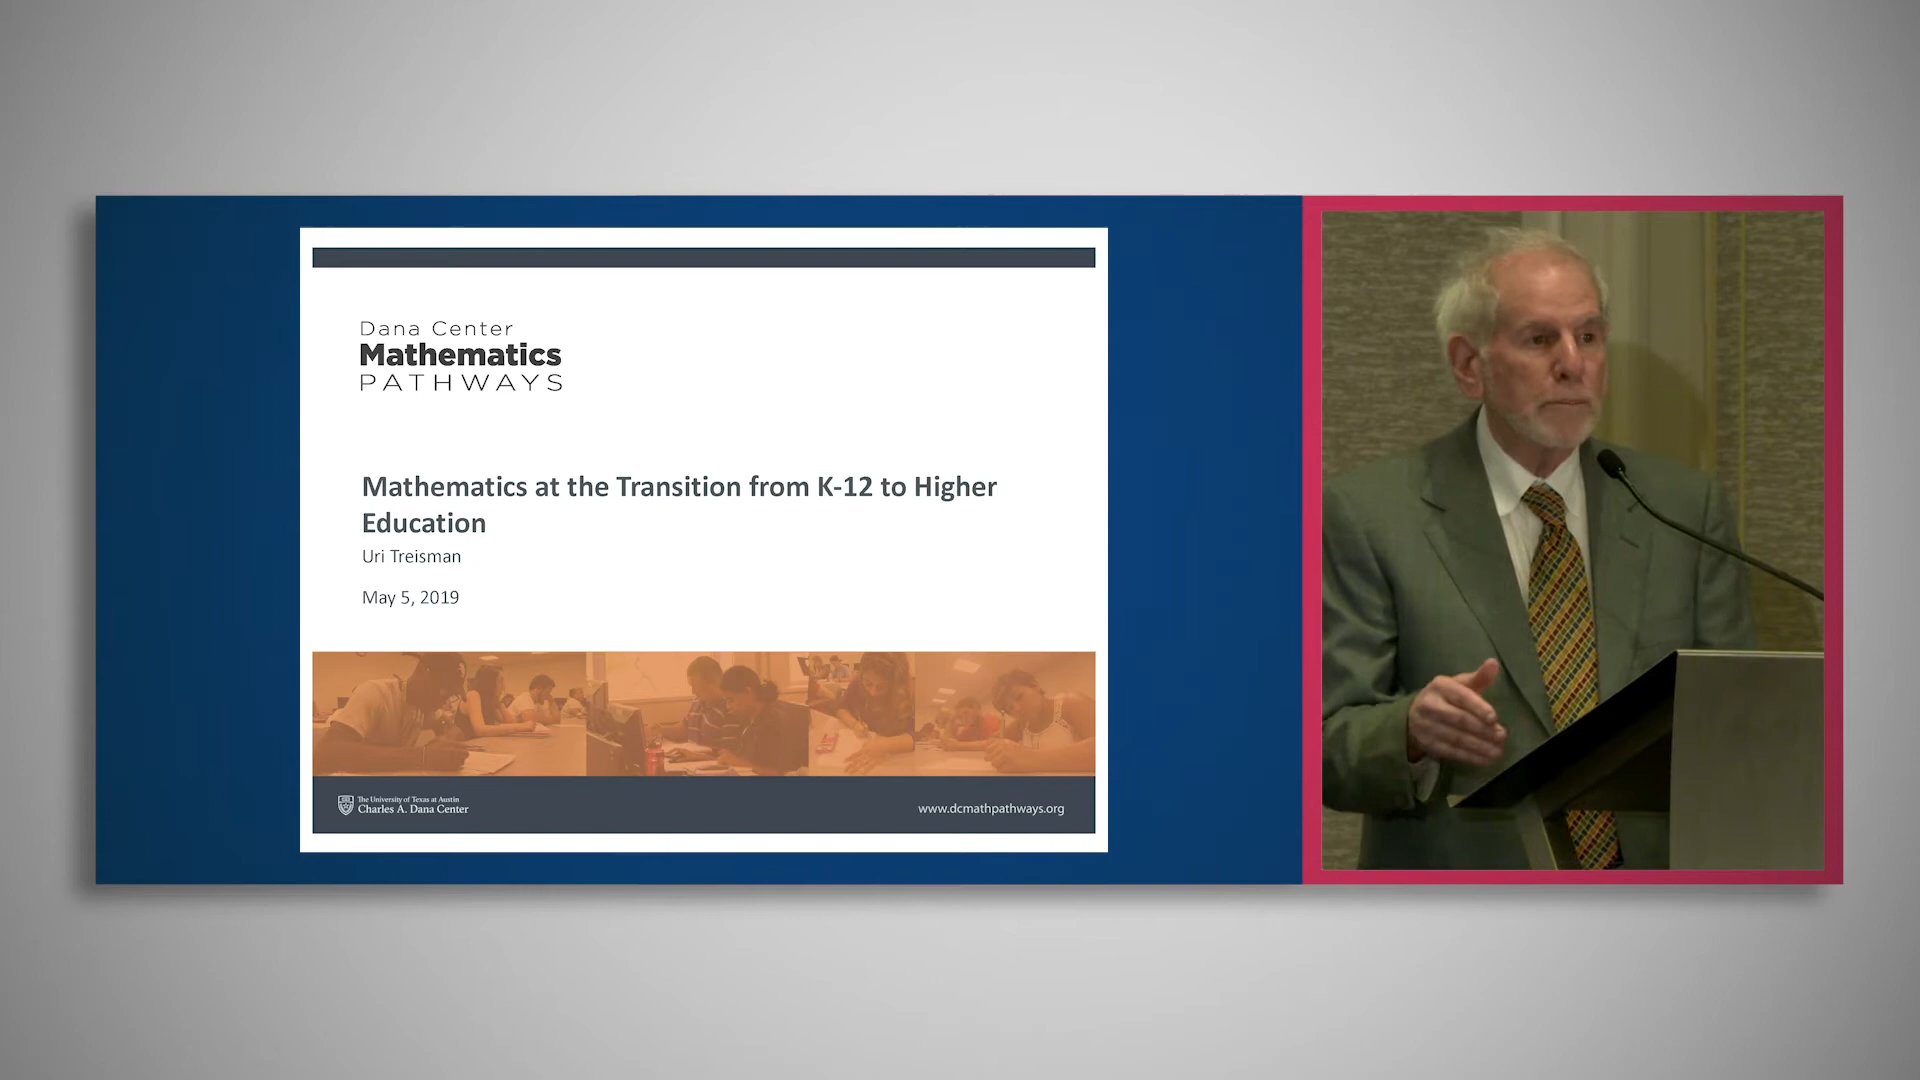 Dana Center
Mathematics
PATHWAYS
Mathematics at the Transition from K-12 to Higher
Education
Uri Treisman
May 5, 2019
The University of Texas at Austin
Charles A. Dana Center
www.dcmathpathways.org